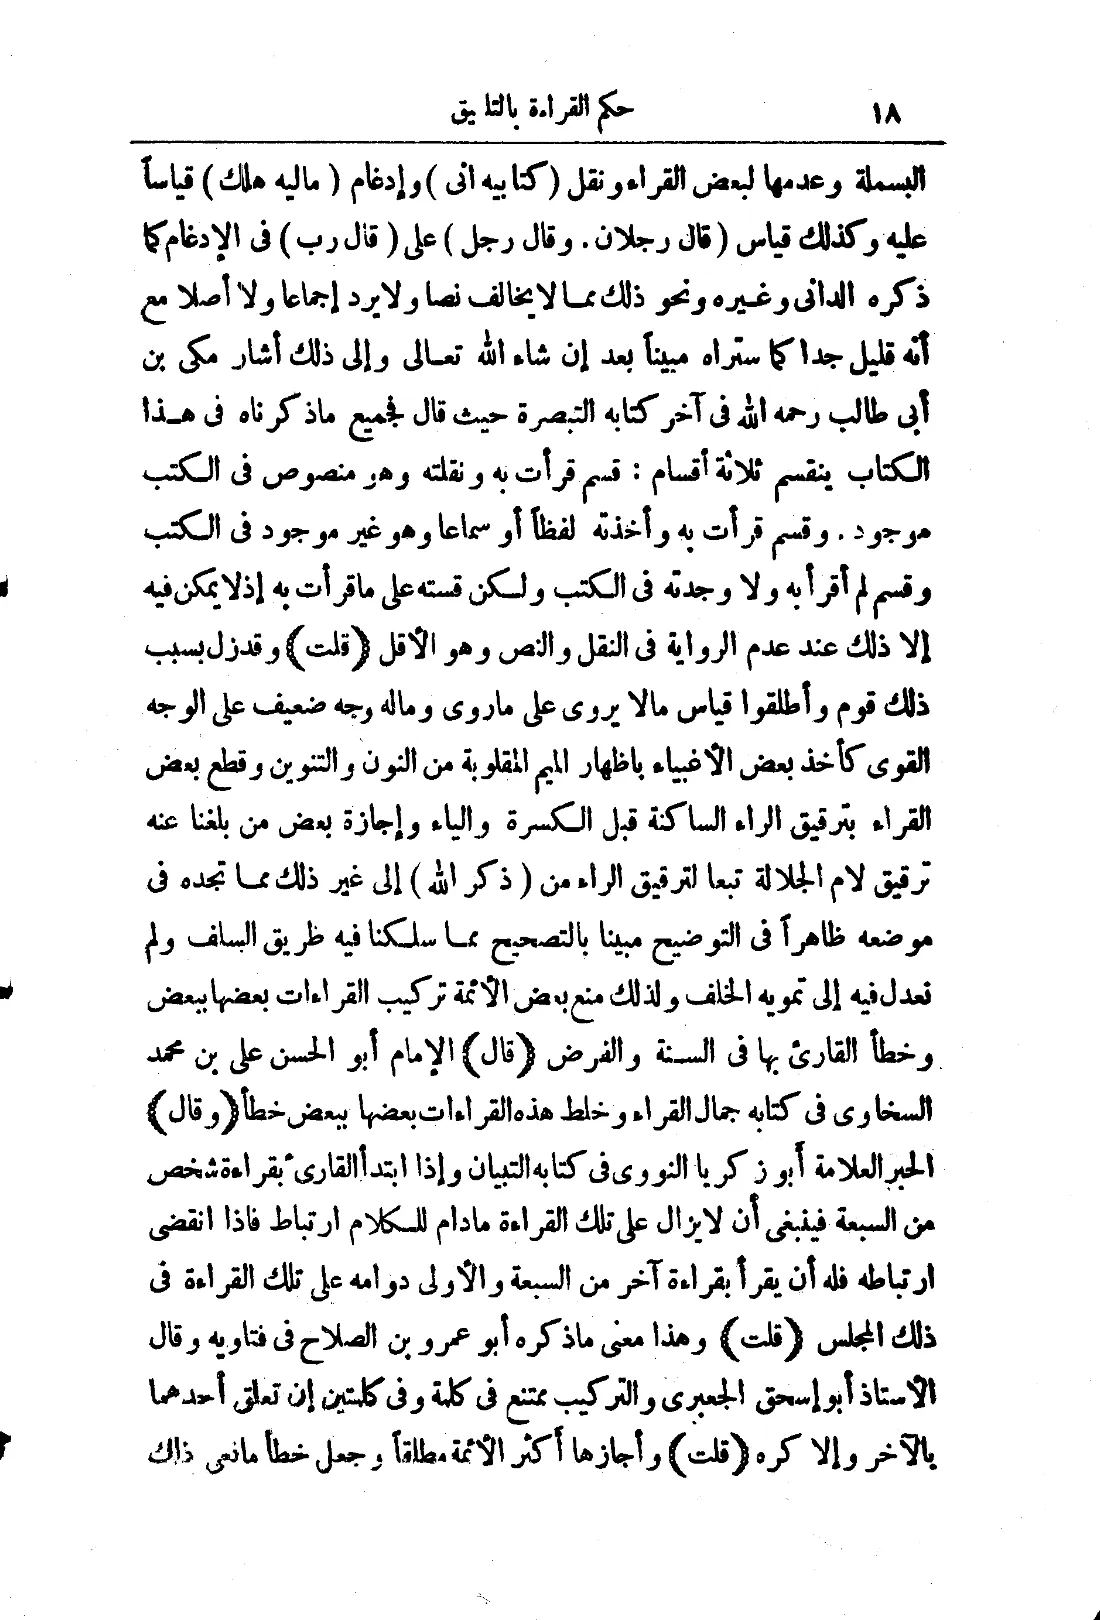 ١٨
حكم القراءة بالتلفيق
البسملة وعدمها لبعض القراء ونقل (كتابيه انى) وإدغام (ماليه هلك) قياساً
عليه وكذلك قياس (قال رجلان. وقال رجل) على (قال رب) فى الإدغام كما
ذكره الدانى وغيره ونحو ذلك مما لا يخالف نصا ولا يرد إجماعا ولا أصلا مع
أنه قليل جدا كما ستراه مبيناً بعد إن شاء الله تعالى وإلى ذلك أشار مكى بن
أبى طالب رحمه الله فى آخر كتابه التبصرة حيث قال فجميع ماذكرناه فى هذا
الكتاب ينقسم ثلاثة أقسام : قسم قرأت به ونقلته وهو منصوص فى الكتب
موجود . وقسم قرأت به وأخذته لفظاً أو سماعا وهو غير موجود فى الكتب
وقسم لم أقرأ به ولا وجدته فى الكتب ولكن قسته على ماقرأت به إذ لا يمكن فيه
إلا ذلك عند عدم الرواية فى النقل والنص وهو الأقل (قلت) وقد زل بسبب
ذلك قوم وأطلقوا قياس مالا يروى على ماروى وماله وجه ضعيف على الوجه
القوى كأخذ بعض الأغبياء باظهار الميم المقلوبة من النون والتنوين وقطع بعض
القراء بترقيق الراء الساكنة قبل الكسرة والياء وإجازة بعض من بلغنا عنه
ترقيق لام الجلالة تبعا لترقيق الراء من (ذكر الله) إلى غير ذلك مما تجده فى
موضعه ظاهراً فى التوضيح مبينا بالتصحيح مما سلكنا فيه طريق السلف ولم
نعدل فيه إلى تمويه الخلف ولذلك منع بعض الأئمة تركيب القراءات بعضها ببعض
وخطأ القارئ بها فى السنة والفرض (قال) الإمام أبو الحسن على بن محمد
السخاوى فى كتابه جمال القراء وخلط هذه القراءات بعضها ببعض خطأ (وقال)
الحبر العلامة أبو زكريا النووى فى كتابه التبيان وإذا ابتدأ القارئ بقراءة شخص
من السبعة فينبغى أن لا يزال على تلك القراءة مادام للكلام ارتباط فاذا انقضى
ارتباطه فله أن يقرأ بقراءة آخر من السبعة والأولى دوامه على تلك القراءة فى
ذلك المجلس (قلت) وهذا معنى ماذكره أبو عمرو بن الصلاح فى فتاويه وقال
الأستاذ أبو إسحق الجعبرى والتركيب ممتنع فى كلمة وفى كلمتين إن تعلق أحدهما
بالآخر وإلا كره (قلت) وأجازها أكثر الأئمة مطلقاً وجعل خطأ مانعى ذلك